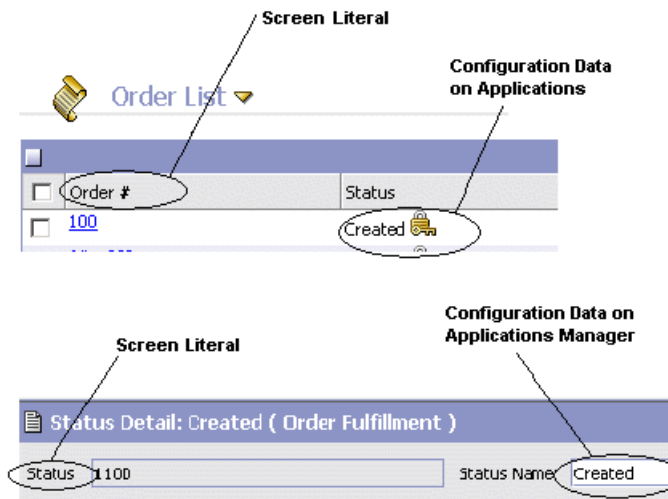 Screen Literal
Configuration Data
on Applications
Order List
Order #
Status
100
Created
Configuration Data on
Applications Manager
Screen Literal
Status Detail: Created ( Order Fulfillment )
Status 1100
Status Name Created